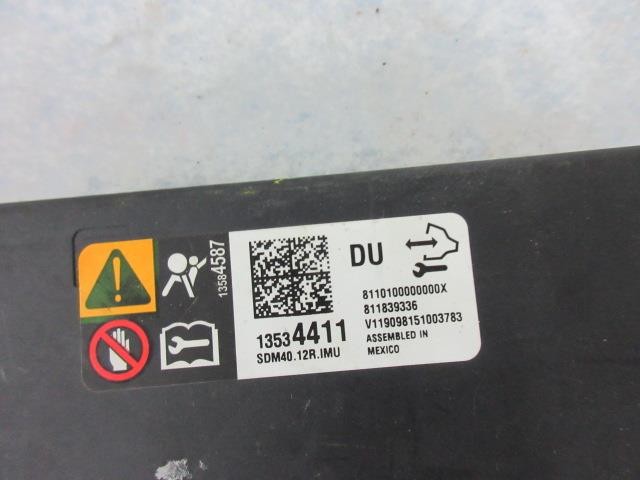 13584587
DU
13534411
SDM40.12R.IMU
8110100000000X
811839336
V119098151003783
ASSEMBLED IN
MEXICO